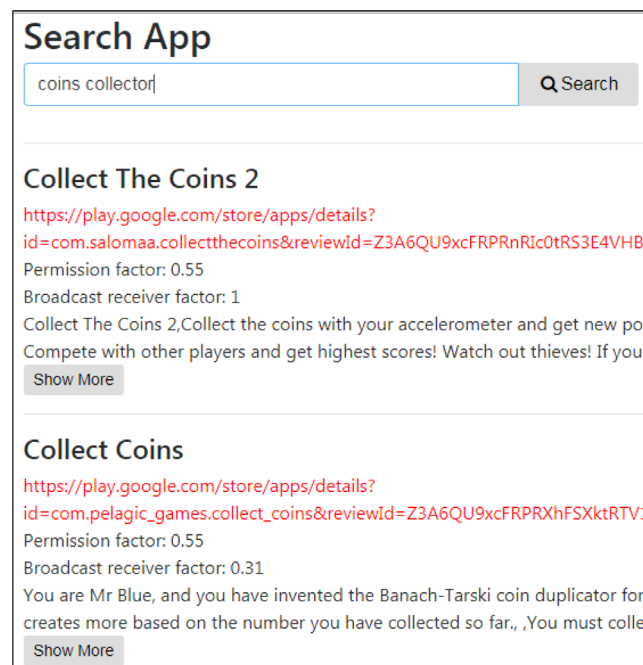 Search App
coins collector
Search
Collect The Coins 2
https://play.google.com/store/apps/details?
id=com.salomaa.collectthecoins&reviewId=Z3A6QU9xcFRPRnRIc0tRS3E4VHB
Permission factor: 0.55
Broadcast receiver factor: 1
Collect The Coins 2,Collect the coins with your accelerometer and get new po
Compete with other players and get highest scores! Watch out thieves! If you
Show More
Collect Coins
https://play.google.com/store/apps/details?
id=com.pelagic_games.collect_coins&reviewId=Z3A6QU9xcFRPRXhFSXktRTV
Permission factor: 0.55
Broadcast receiver factor: 0.31
You are Mr Blue, and you have invented the Banach-Tarski coin duplicator for
creates more based on the number you have collected so far., ,You must colle
Show More